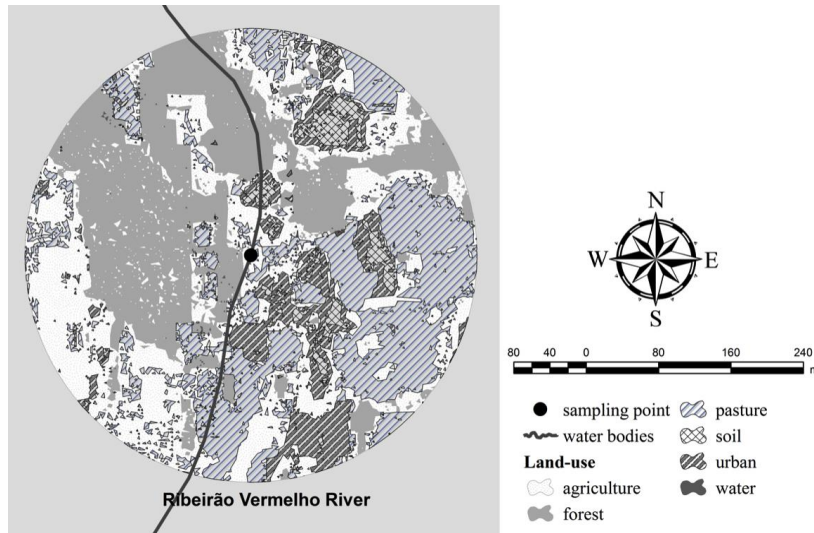 Ribeirão Vermelho River
N
W E
S
80 40 0 80 160 240
sampling point
water bodies
Land-use
agriculture
forest
pasture
soil
urban
water